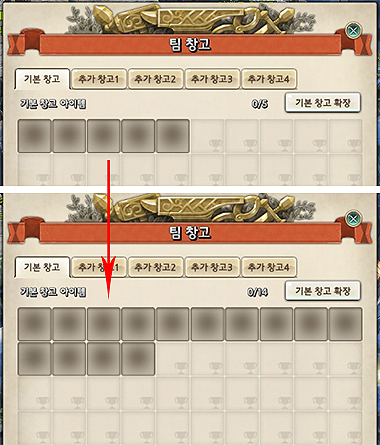 팀 창고
기본 창고 추가 창고1 추가 창고2 추가 창고3 추가 창고4
기본 창고 아이템 0/5 기본 창고 확장
팀 창고
기본 창고 추가 창고1 추가 창고2 추가 창고3 추가 창고4
기본 창고 아이템 0/14 기본 창고 확장